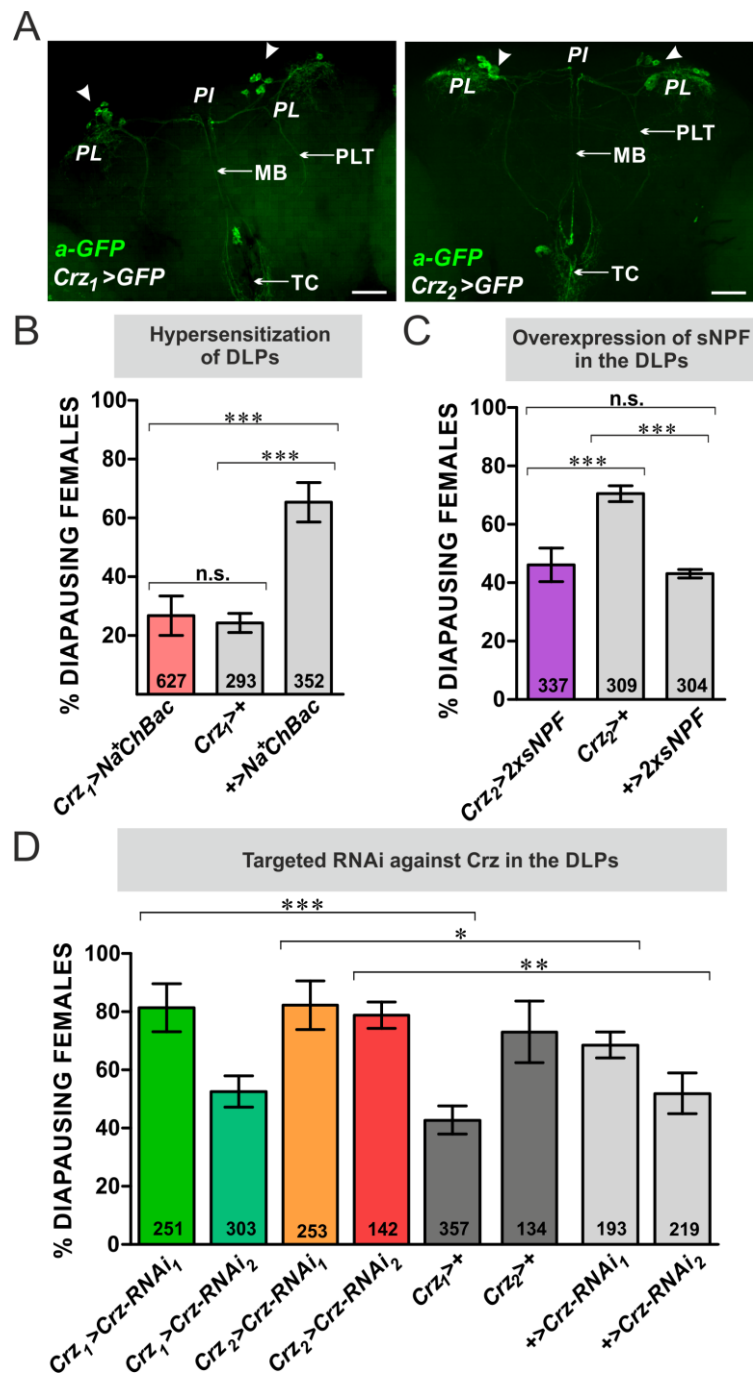 A
PI
PL
PL
PLT
MB
TC
a-GFP
Crz₁>GFP
PI
PL
PL
PLT
MB
TC
a-GFP
Crz₂>GFP
B
Hypersensitization
of DLPs
% DIAPAUSING FEMALES
100
80
60
40
20
***
***
n.s.
627
293
352
Crz₁>Na⁺ChBac
Crz₁>+
+>Na⁺ChBac
C
Overexpression of sNPF
in the DLPs
% DIAPAUSING FEMALES
100
80
60
40
20
n.s.
***
***
337
309
304
Crz₂>2xsNPF
Crz₂>+
+>2xsNPF
D
Targeted RNAi against Crz in the DLPs
% DIAPAUSING FEMALES
100
80
60
40
20
0
***
*
**
251
303
253
142
357
134
193
219
Crz₁>Crz-RNAi₁
Crz₁>Crz-RNAi₂
Crz₂>Crz-RNAi₁
Crz₂>Crz-RNAi₂
Crz₁>+
Crz₂>+
+>Crz-RNAi₁
+>Crz-RNAi₂